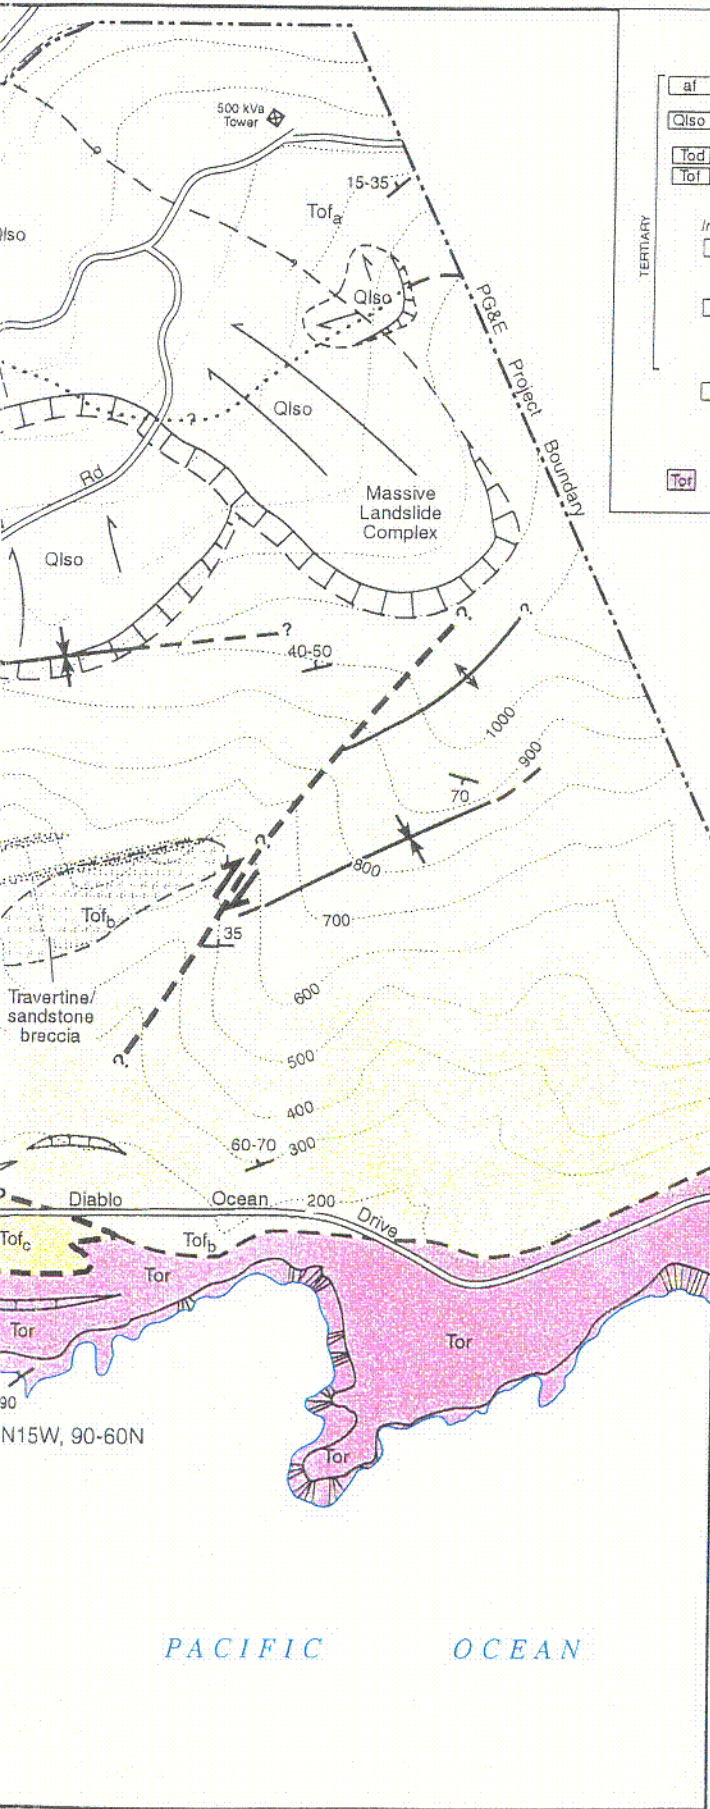 500 kVa
Tower
af
Qlso
Tod
Tof
TERTIARY
15-35
Tofa
Qlso
PG&E Project Boundary
?
Qlso
?
Qlso
Rd
Massive
Landslide
Complex
Tor
Qlso
?
?
?
40-50
1000
900
70
?
800
Tofb
700
35
Travertine/
sandstone
breccia
600
?
500
400
300
60-70
Diablo Ocean Drive
200
Tofc
Tofb
Tor
Tor
Tor
90
N15W, 90-60N
Tor
PACIFIC OCEAN